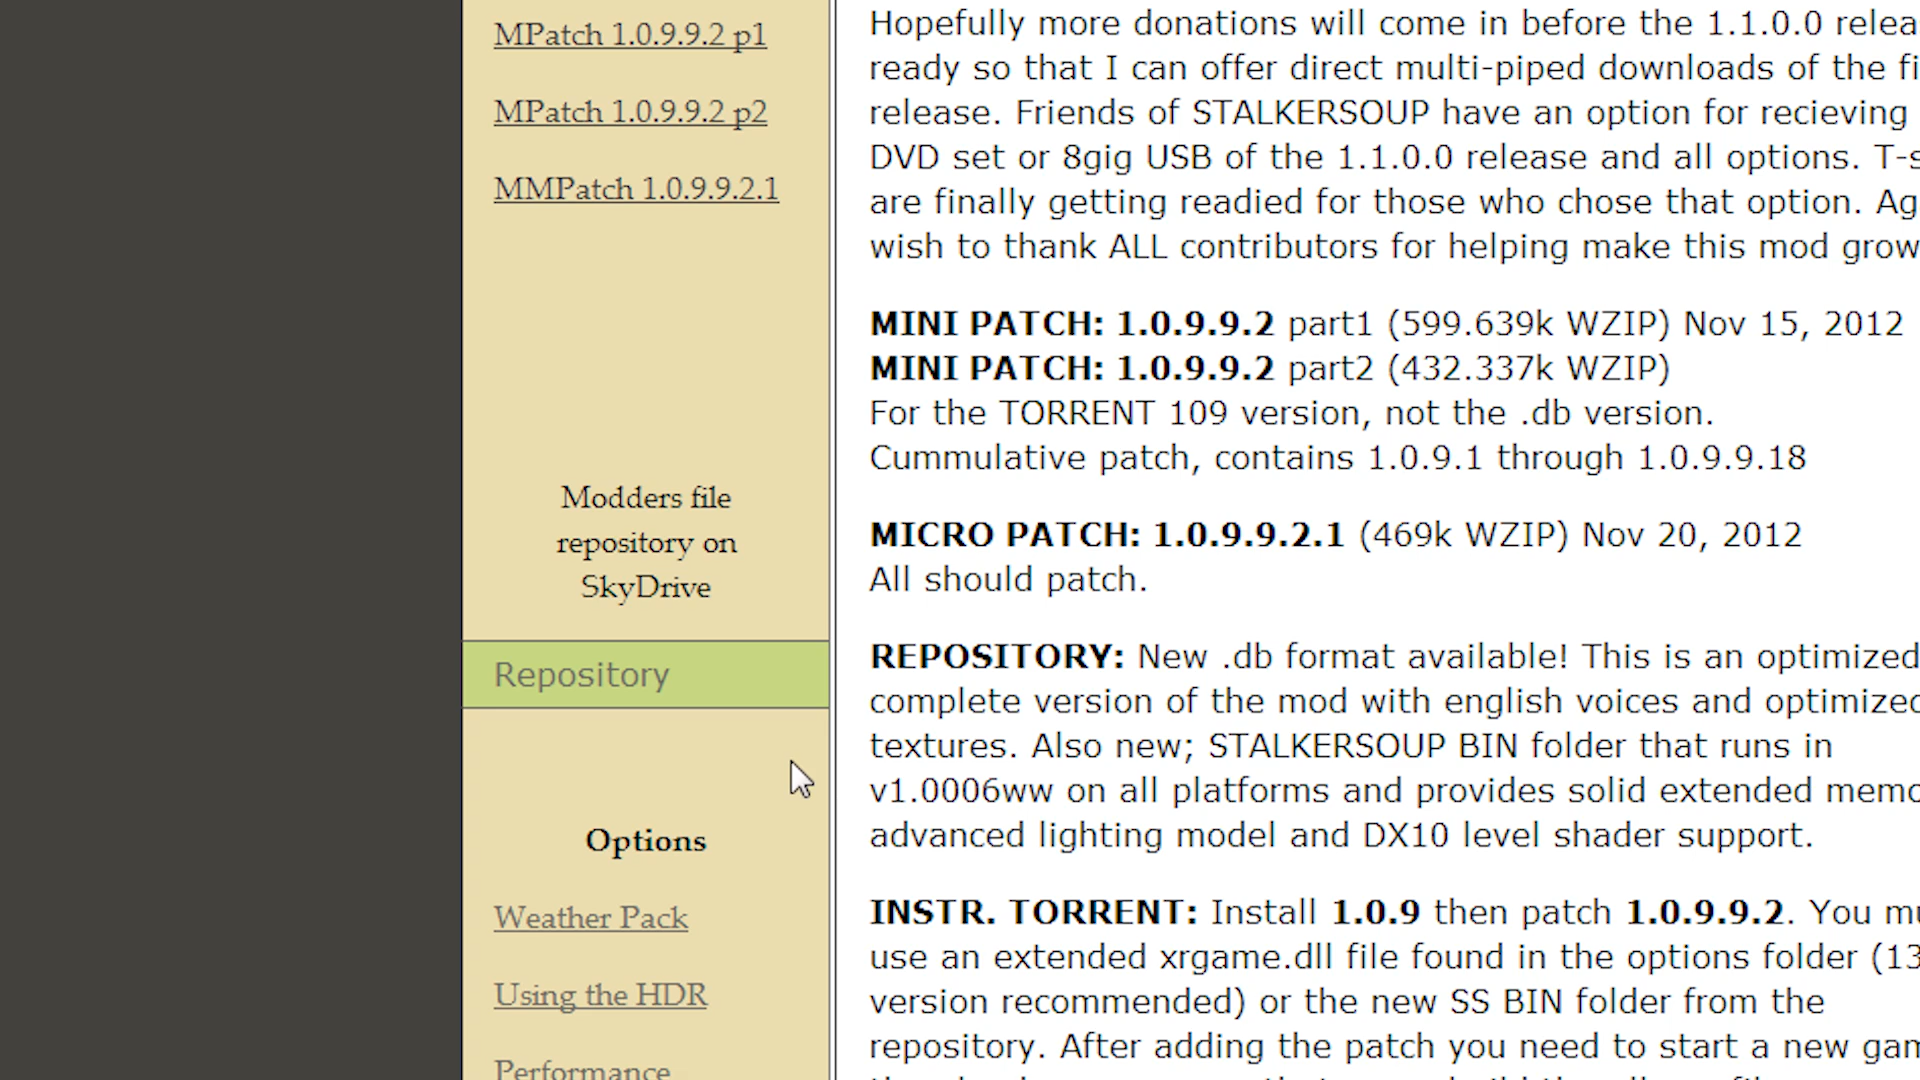 MPatch 1.0.9.9.2 p1
MPatch 1.0.9.9.2 p2
MMPatch 1.0.9.9.2.1
Modders file
repository on
SkyDrive
Repository
Options
Weather Pack
Using the HDR
Performance
Hopefully more donations will come in before the 1.1.0.0
ready so that I can offer direct multi-piped downloads of the
release. Friends of STALKERSOUP have an option for recieving
DVD set or 8gig USB of the 1.1.0.0 release and all options.
are finally getting readied for those who chose that option.
wish to thank ALL contributors for helping make this mod grow
MINI PATCH: 1.0.9.9.2 part1 (599.639k WZIP) Nov 15, 2012
MINI PATCH: 1.0.9.9.2 part2 (432.337k WZIP)
For the TORRENT 109 version, not the .db version.
Cummulative patch, contains 1.0.9.1 through 1.0.9.9.18
MICRO PATCH: 1.0.9.9.2.1 (469k WZIP) Nov 20, 2012
All should patch.
REPOSITORY: New .db format available! This is an optimized
complete version of the mod with english voices and optimized
textures. Also new; STALKERSOUP BIN folder that runs in
v1.0006ww on all platforms and provides solid extended
advanced lighting model and DX10 level shader support.
INSTR. TORRENT: Install 1.0.9 then patch 1.0.9.9.2. You
use an extended xrgame.dll file found in the options folder
version recommended) or the new SS BIN folder from the
repository. After adding the patch you need to start a new